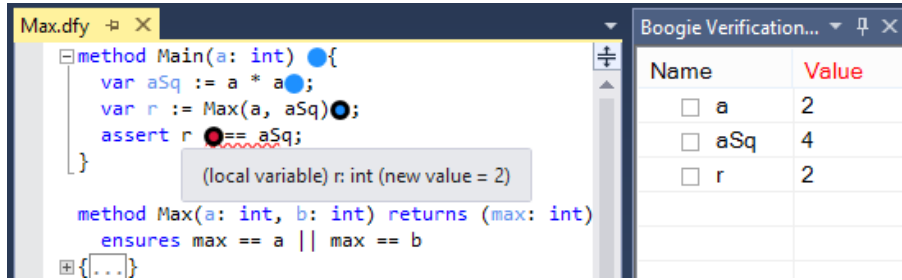 Max.dfy
method Main(a: int) {
var aSq := a * a;
var r := Max(a, aSq);
assert r == aSq;
}
(local variable) r: int (new value = 2)
method Max(a: int, b: int) returns (max: int)
ensures max == a || max == b
{...}
Boogie Verification...
Name Value
a 2
aSq 4
r 2